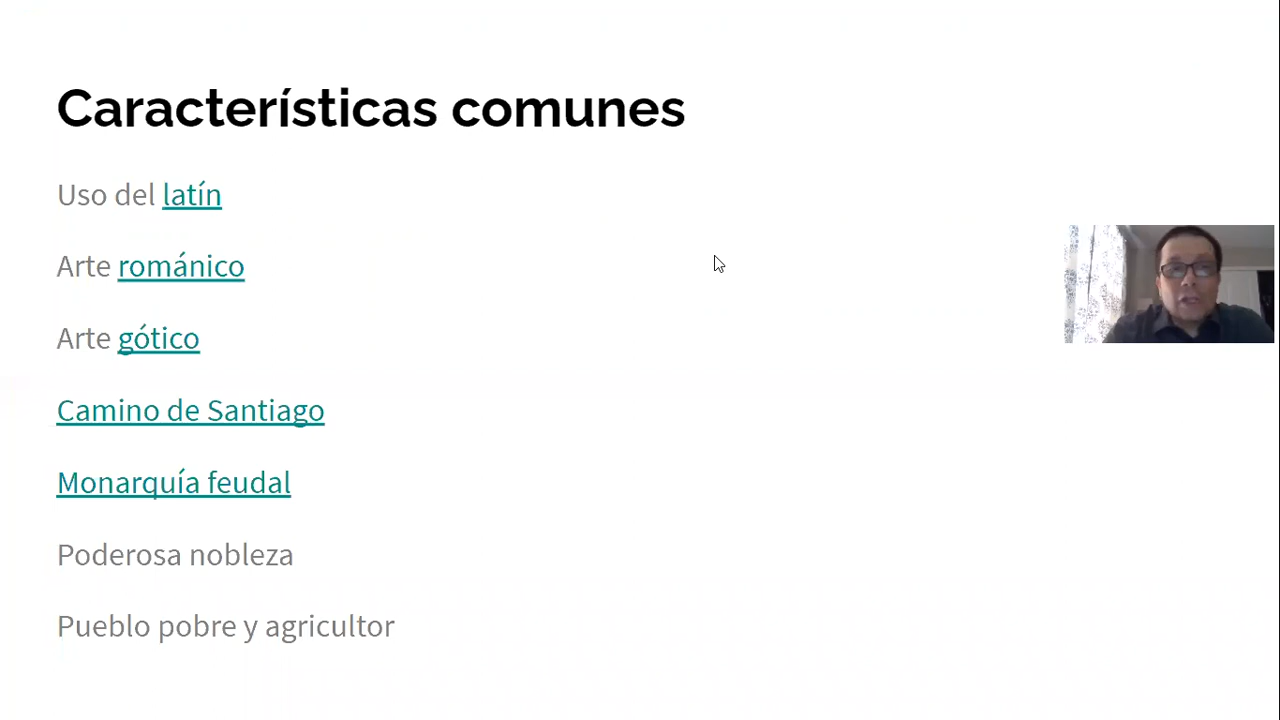 Características comunes
Uso del latín
Arte románico
Arte gótico
Camino de Santiago
Monarquía feudal
Poderosa nobleza
Pueblo pobre y agricultor